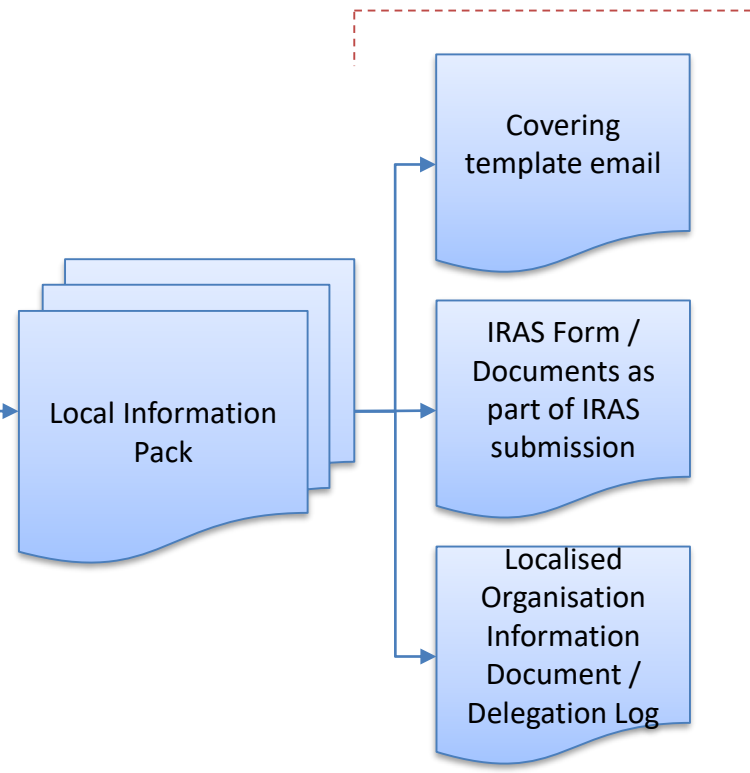 Covering
template email
IRAS Form /
Documents as
part of IRAS
submission
Local Information
Pack
Localised
Organisation
Information
Document /
Delegation Log